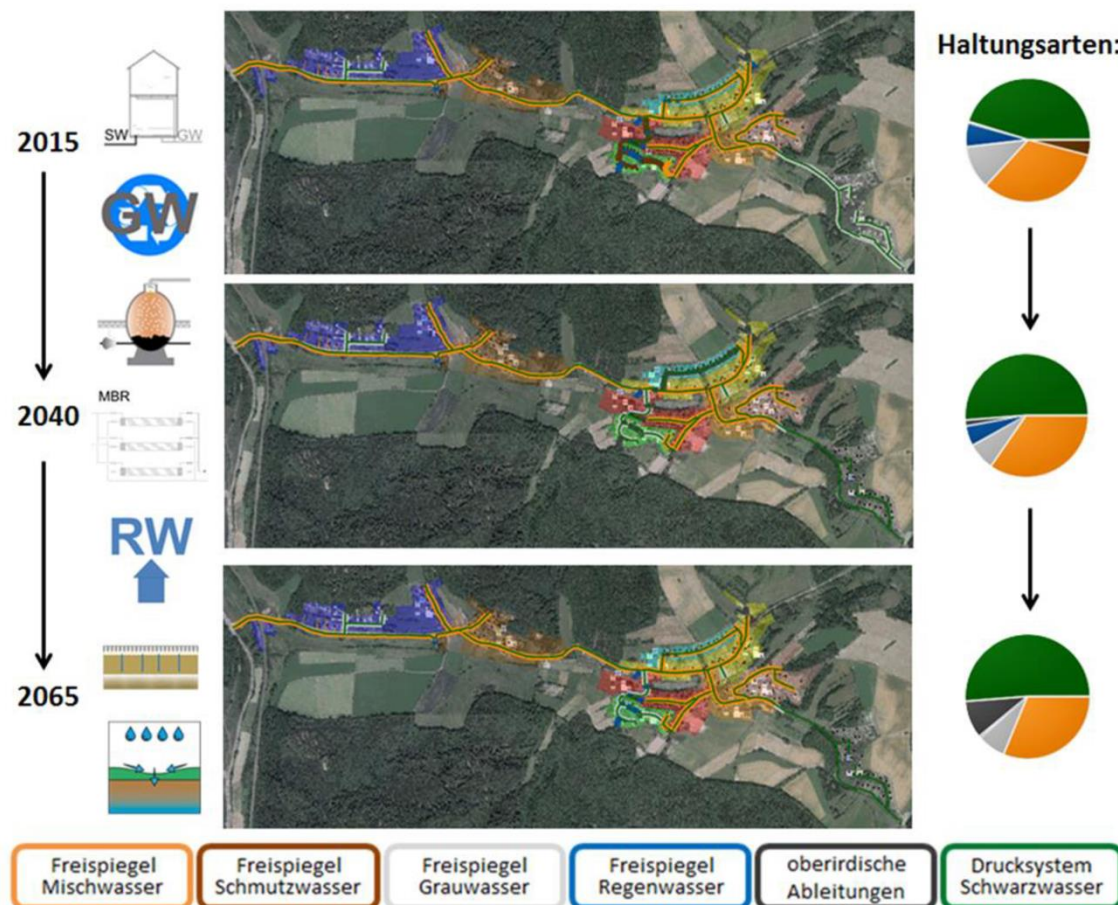 Haltungsarten:
2015
SW
GW
GW
2040
MBR
RW
2065
Freispiegel
Mischwasser
Freispiegel
Schmutzwasser
Freispiegel
Grauwasser
Freispiegel
Regenwasser
oberirdische
Ableitungen
Drucksystem
Schwarzwasser